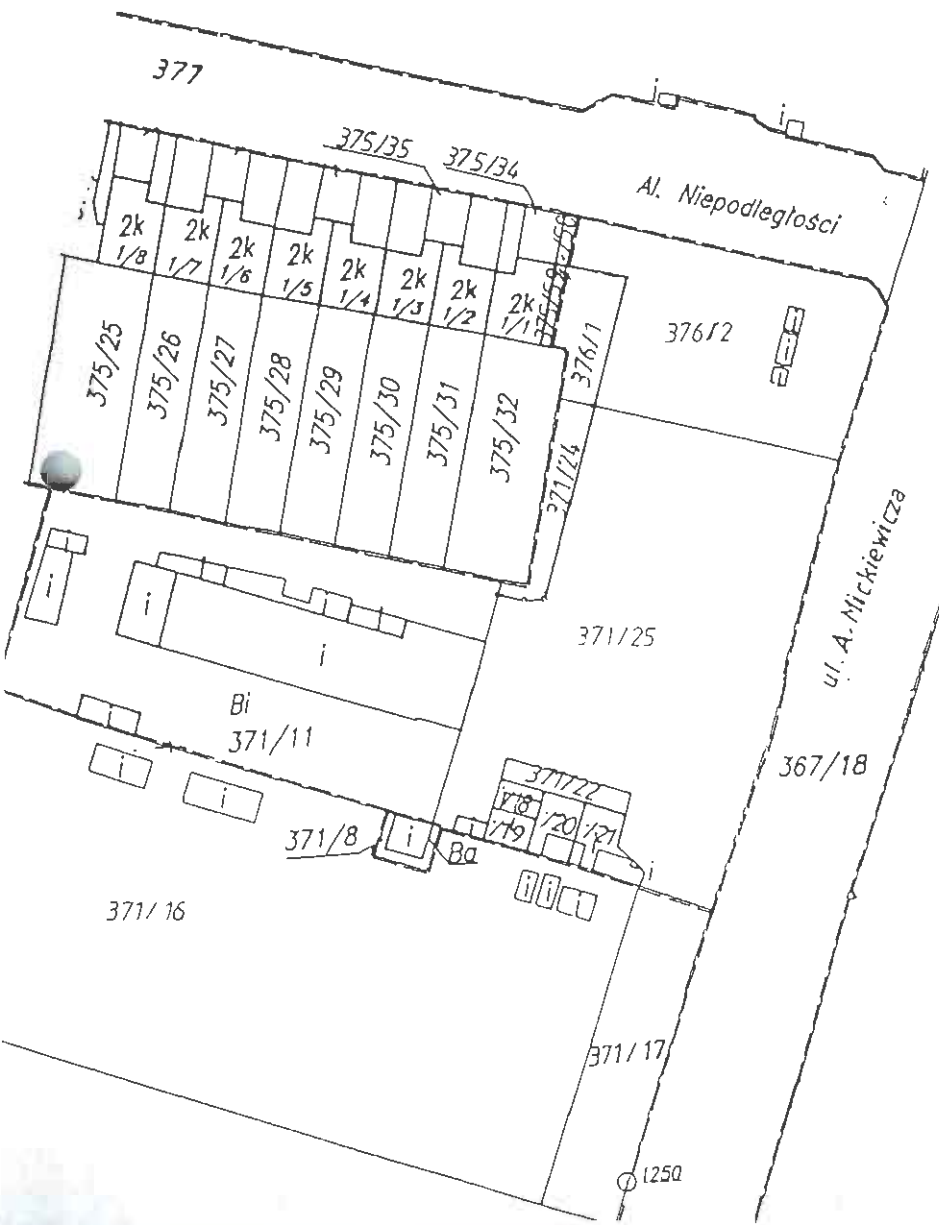 377
i
i
375/35
375/34
Al. Niepodległości
i
2k
1/8
2k
1/7
2k
1/6
2k
1/5
2k
1/4
2k
1/3
2k
1/2
2k
1/1
376/1
376/2
375/25
375/26
375/27
375/28
375/29
375/30
375/31
375/32
371/24
ul. A. Mickiewicza
i
i
i
371/25
Bi
371/11
i
i
i
367/18
371/22
/18
/19
/20
/21
371/8
i
Ba
i
i
i
i
i
371/16
371/17
1250